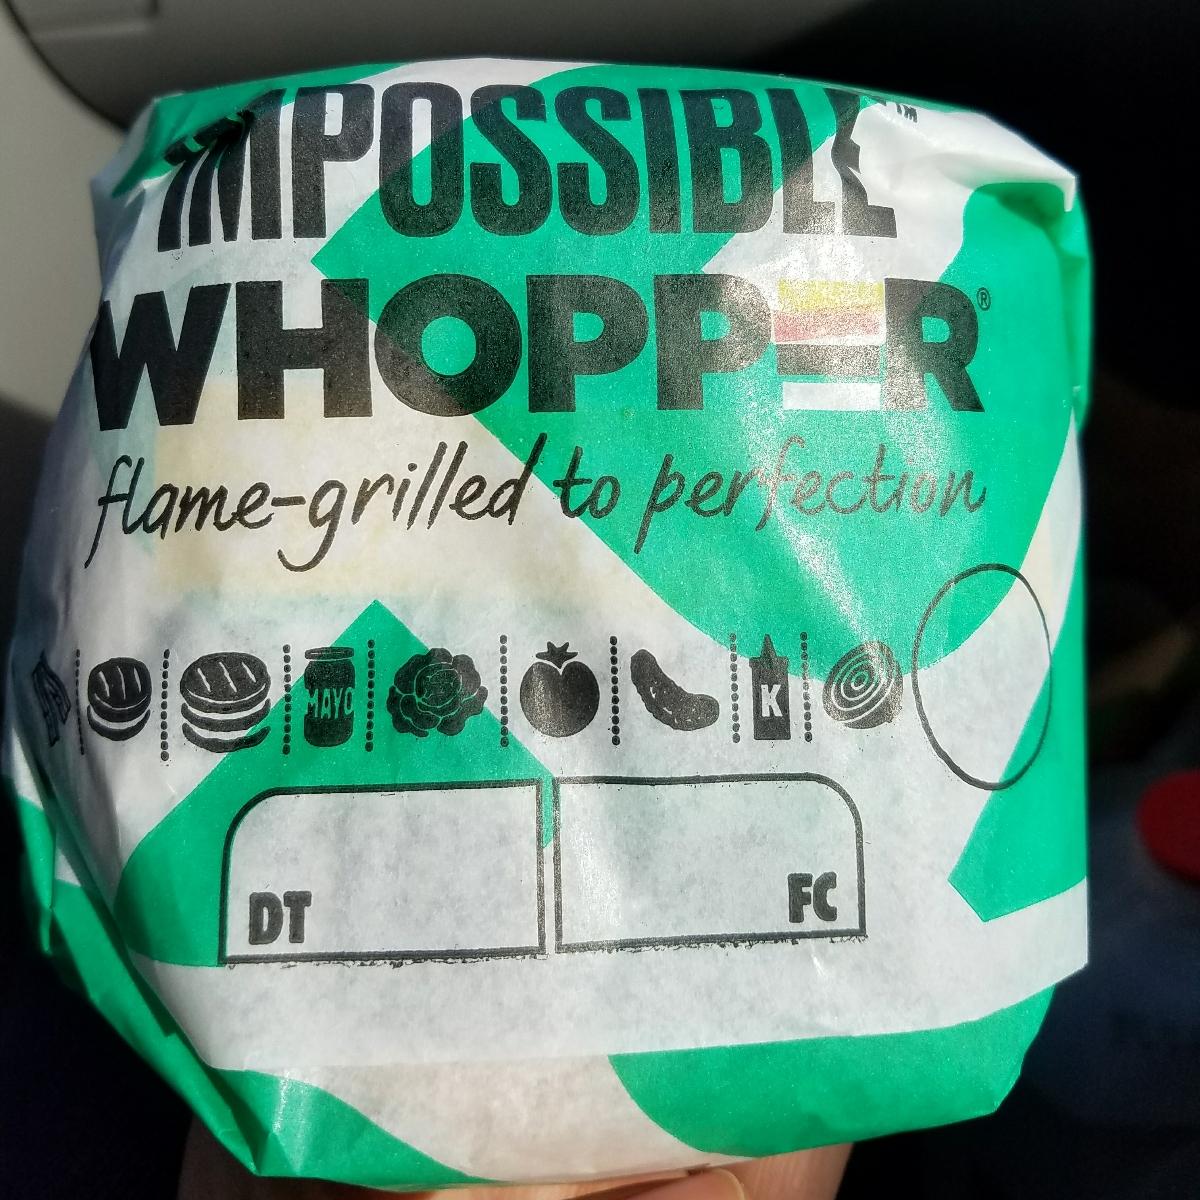 IMPOSSIBLE™
WHOPPER®
flame-grilled to perfection
MAYO
K
DT FC